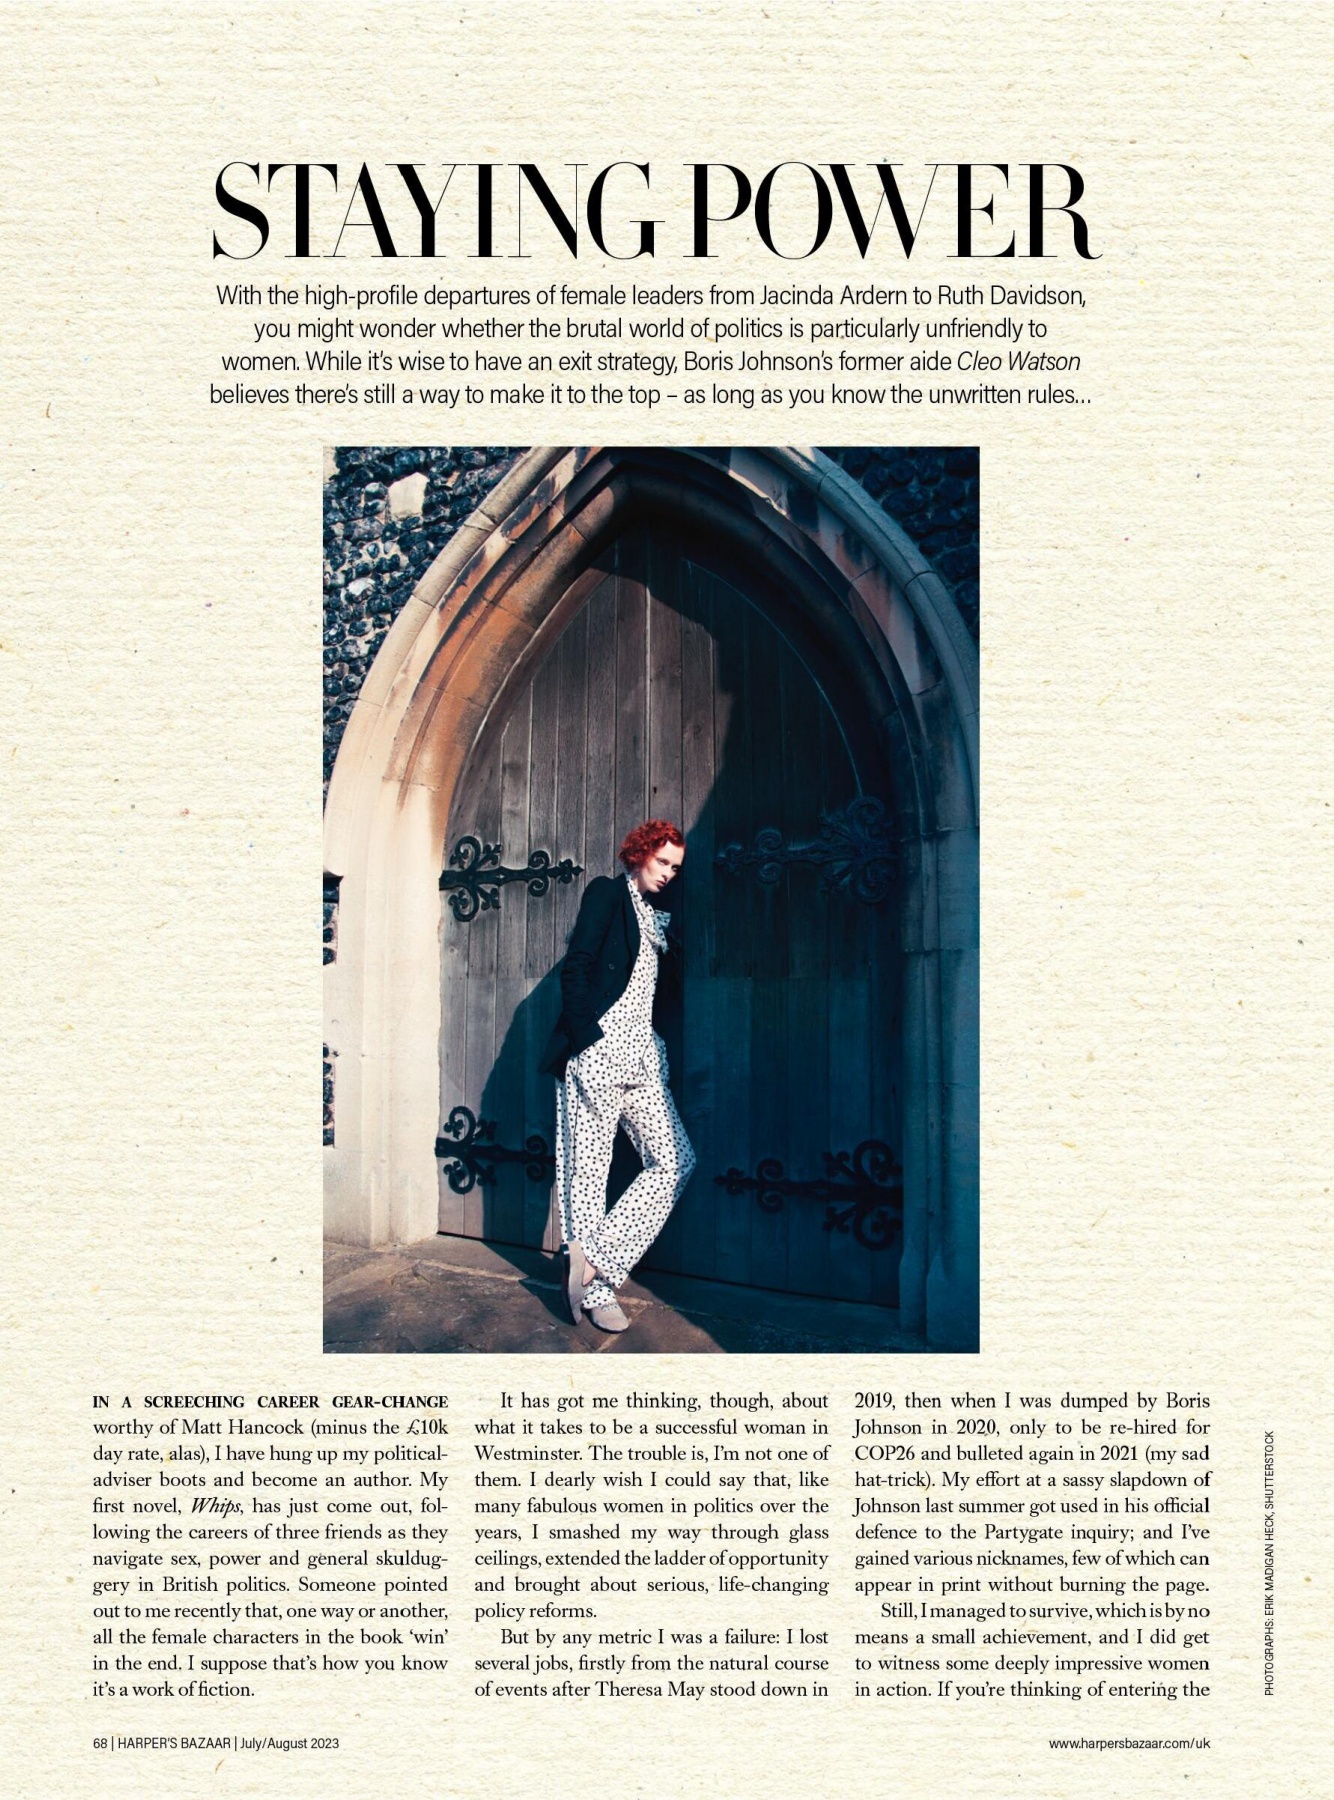 STAYING POWER
With the high-profile departures of female leaders from Jacinda Ardern to Ruth Davidson,
you might wonder whether the brutal world of politics is particularly unfriendly to
women. While it's wise to have an exit strategy, Boris Johnson's former aide Cleo Watson
believes there's still a way to make it to the top – as long as you know the unwritten rules...
IN A SCREECHING CAREER GEAR-CHANGE
worthy of Matt Hancock (minus the £10k
day rate, alas), I have hung up my political-
adviser boots and become an author. My
first novel, Whips, has just come out, fol-
lowing the careers of three friends as they
navigate sex, power and general skuldug-
gery in British politics. Someone pointed
out to me recently that, one way or another,
all the female characters in the book 'win'
in the end. I suppose that's how you know
it's a work of fiction.
It has got me thinking, though, about
what it takes to be a successful woman in
Westminster. The trouble is, I'm not one of
them. I dearly wish I could say that, like
many fabulous women in politics over the
years, I smashed my way through glass
ceilings, extended the ladder of opportunity
and brought about serious, life-changing
policy reforms.
But by any metric I was a failure: I lost
several jobs, firstly from the natural course
of events after Theresa May stood down in
2019, then when I was dumped by Boris
Johnson in 2020, only to be re-hired for
COP26 and bulleted again in 2021 (my sad
hat-trick). My effort at a sassy slapdown of
Johnson last summer got used in his official
defence to the Partygate inquiry; and I've
gained various nicknames, few of which can
appear in print without burning the page.
Still, I managed to survive, which is by no
means a small achievement, and I did get
to witness some deeply impressive women
in action. If you're thinking of entering the
PHOTOGRAPHS: ERIK MADIGAN HECK, SHUTTERSTOCK
68 | HARPER'S BAZAAR | July/August 2023
www.harpersbazaar.com/uk